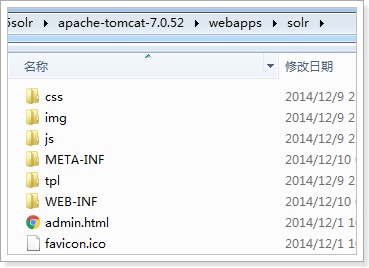 5solr ▸ apache-tomcat-7.0.52 ▸ webapps ▸ solr ▸
名称 修改日期
css 2014/12/9 2
img 2014/12/9 2
js 2014/12/9 2
META-INF 2014/12/10
tpl 2014/12/9 2
WEB-INF 2014/12/10
admin.html 2014/12/1 1
favicon.ico 2014/12/1 1